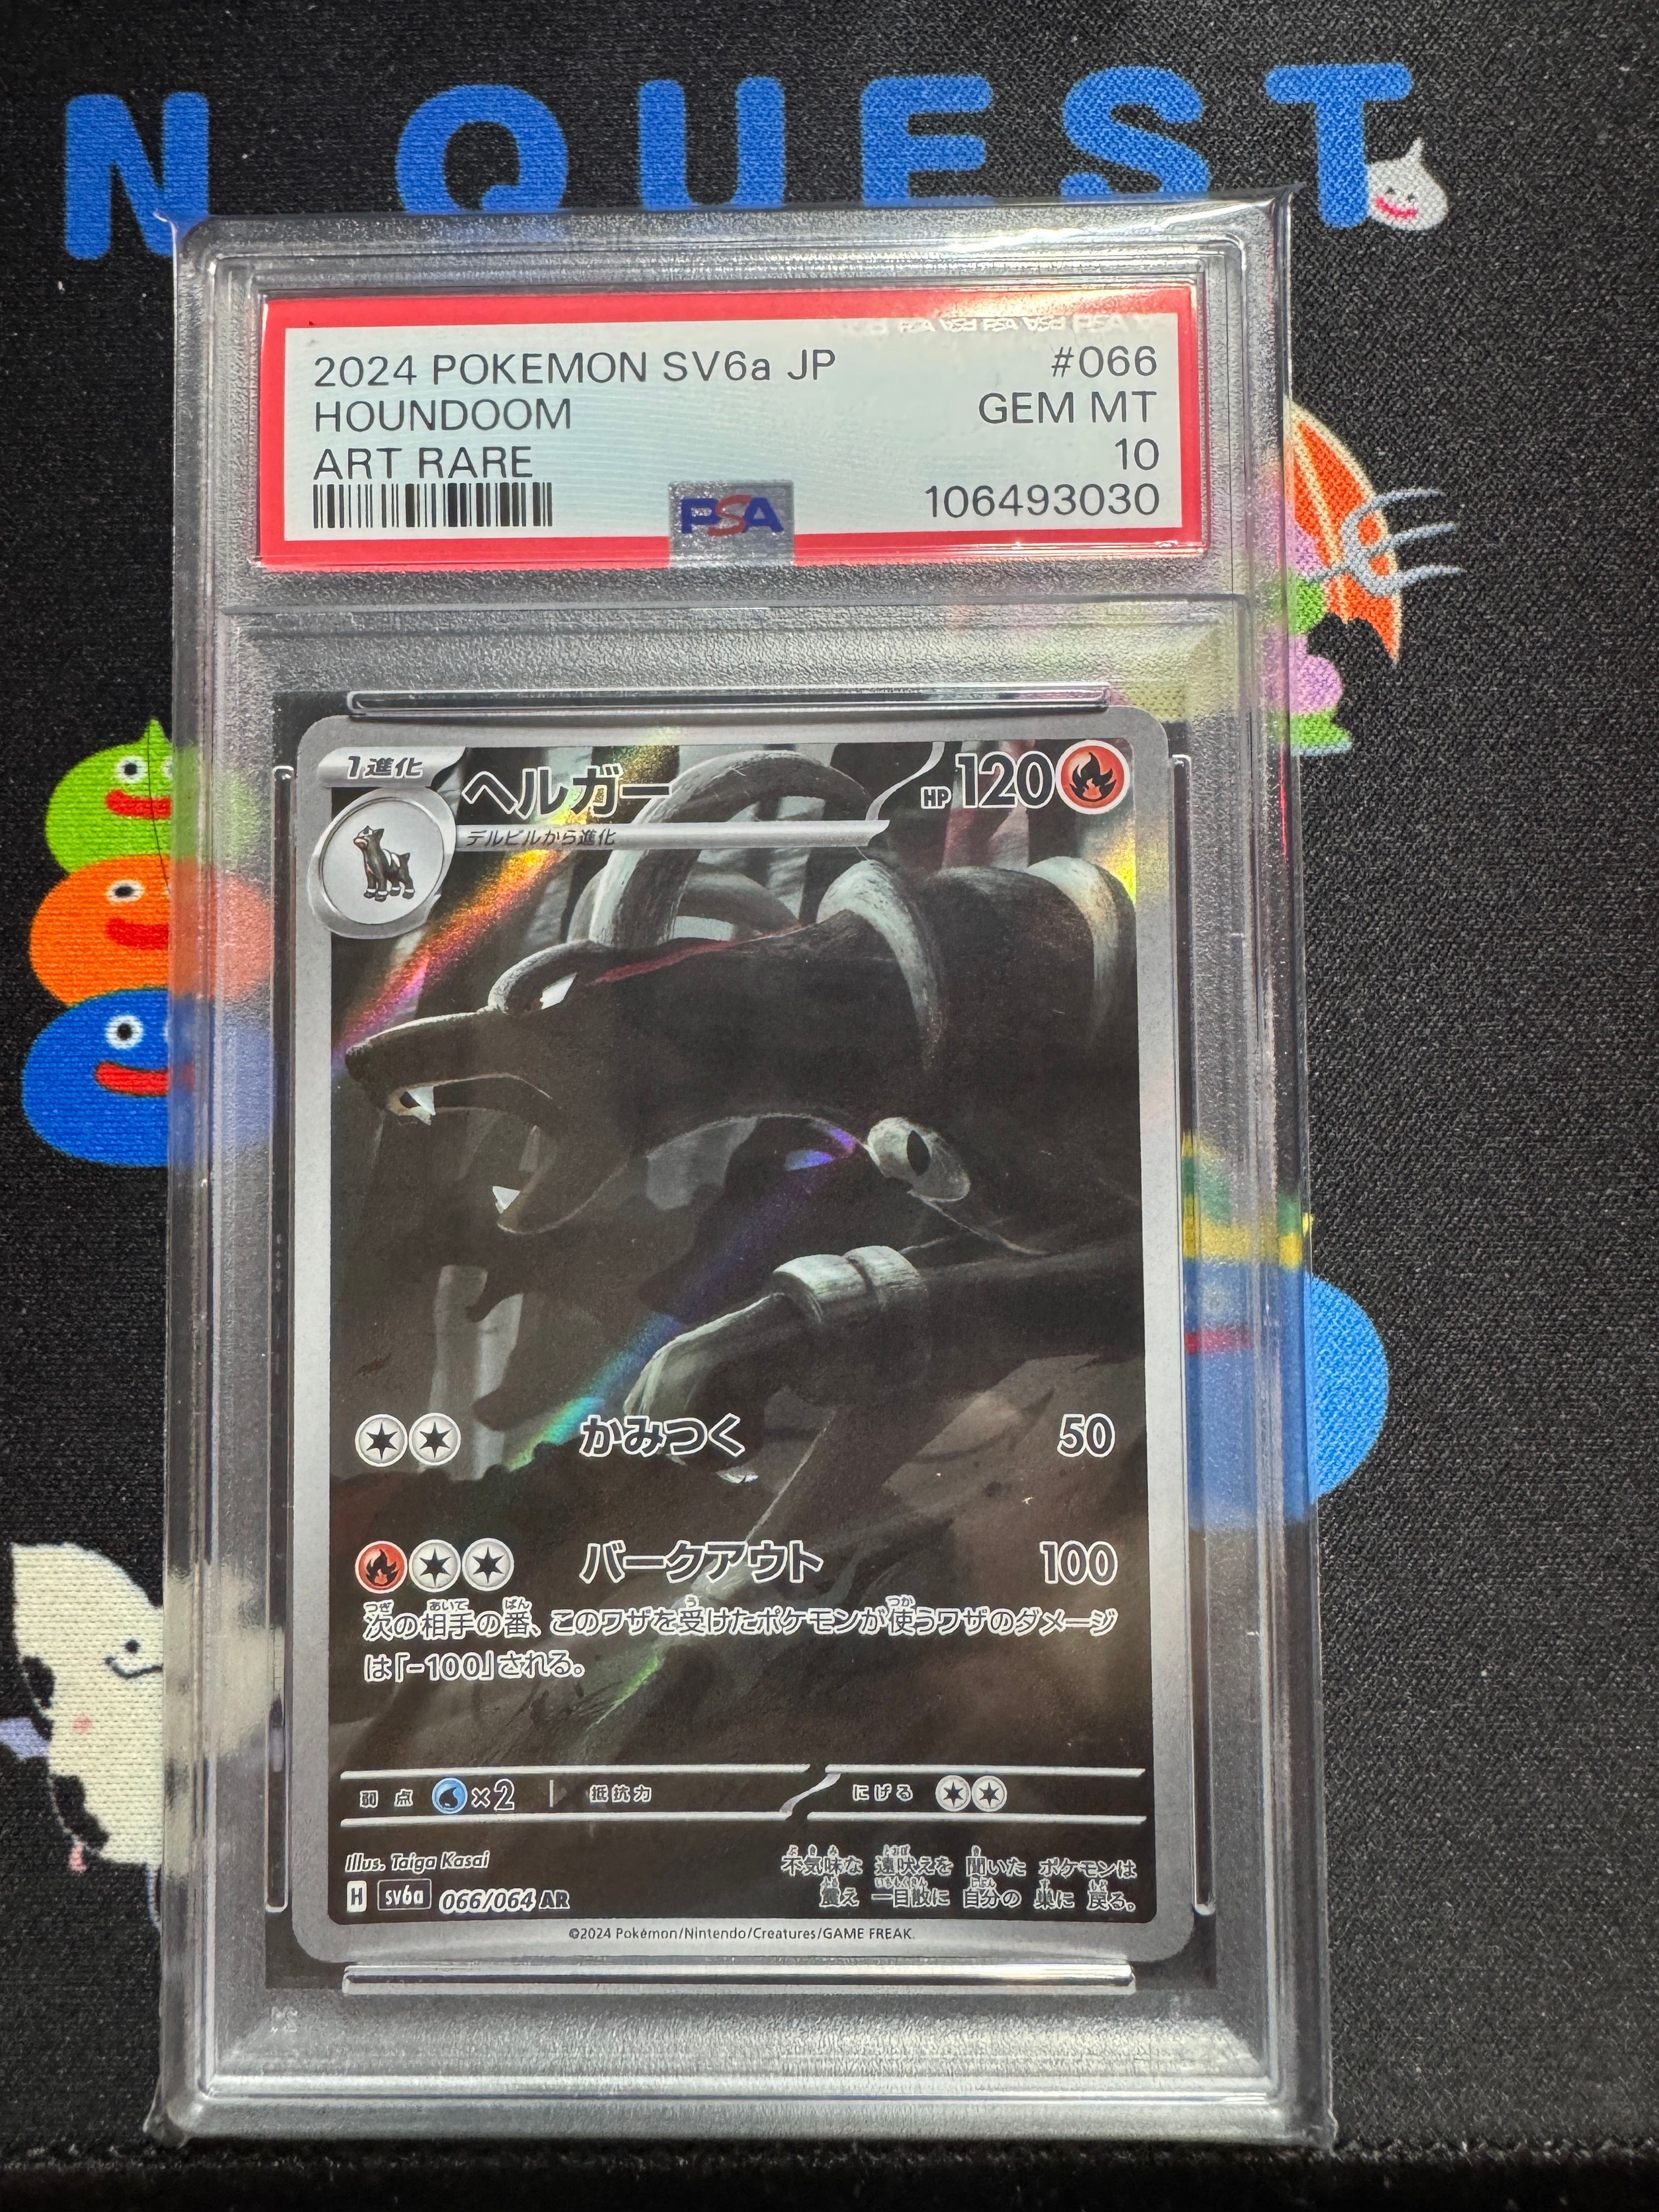 N QUEST
2024 POKEMON SV6a JP #066
HOUNDOOM GEM MT
ART RARE 10
106493030
PSA
1進化
ヘルガー
HP 120
デルビルから進化
かみつく 50
バークアウト 100
次の相手の番、このワザを受けたポケモンが使うワザのダメージ
は「-100」される。
弱点 ×2 抵抗力 にげる
Illus. Taiga Kasai
不気味な 遠吠えを 聞いた ポケモンは
震え 一目散に 自分の 巣に 戻る。
H sv6a 066/064 AR
©2024 Pokémon/Nintendo/Creatures/GAME FREAK.